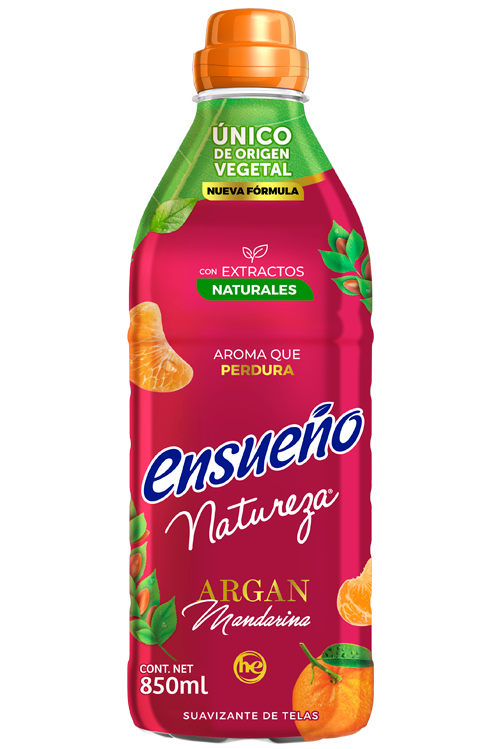 ÚNICO
DE ORIGEN
VEGETAL
NUEVA FÓRMULA
CON EXTRACTOS
NATURALES
AROMA QUE
PERDURA
ensueño
Natureza®
ARGAN
Mandarina
he
CONT. NET
850ml
SUAVIZANTE DE TELAS